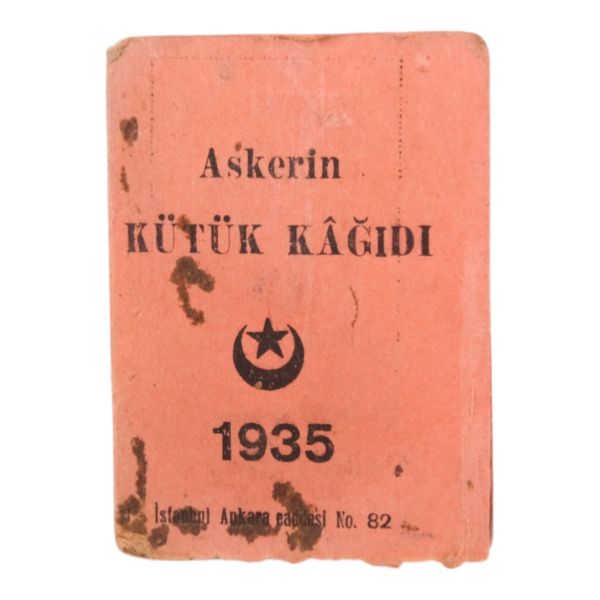 Askerin
KÜTÜK KÂĞIDI
1935
İstanbul Ankara caddesi No. 82